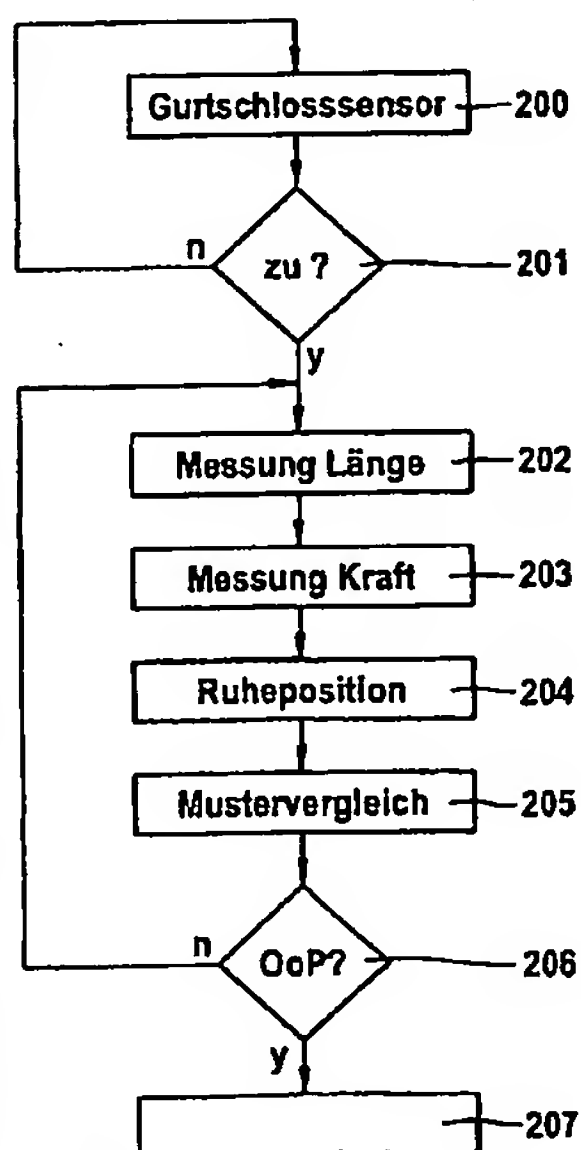 Gurtschlosssensor 200
n zu ? 201
y
Messung Länge 202
Messung Kraft 203
Ruheposition 204
Mustervergleich 205
n OoP? 206
y
207